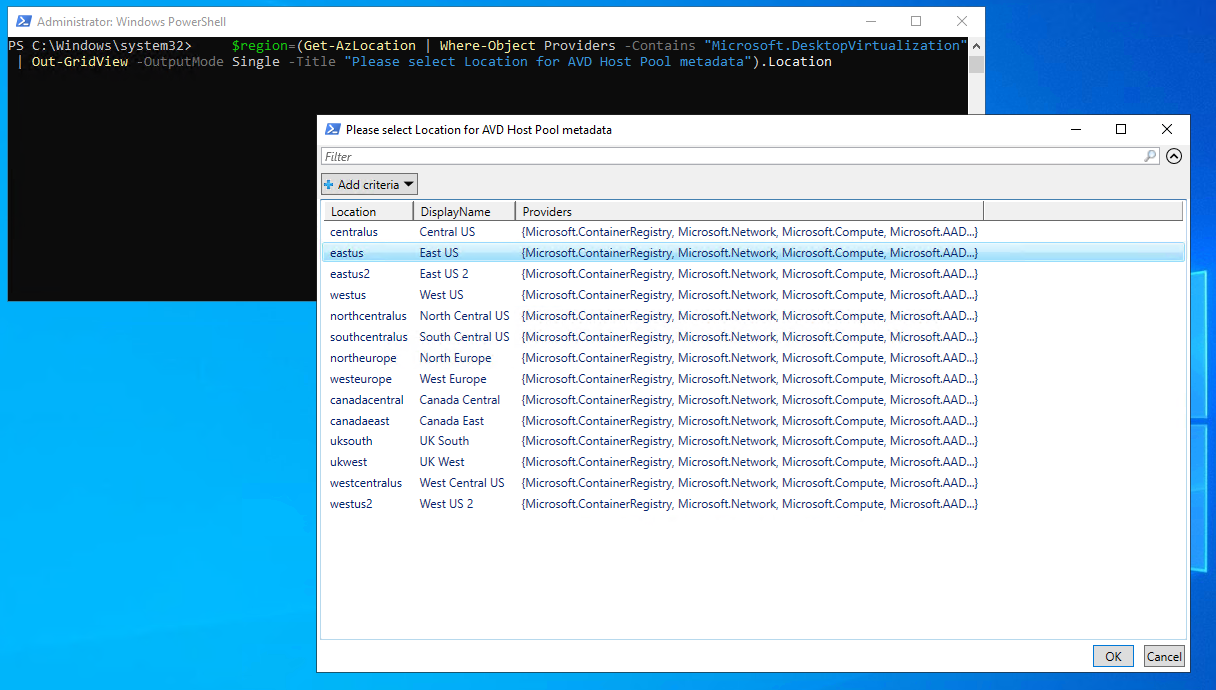 Administrator: Windows PowerShell
PS C:\Windows\system32>     $region=(Get-AzLocation | Where-Object Providers -Contains "Microsoft.DesktopVirtualization"
 | Out-GridView -OutputMode Single -Title "Please select Location for AVD Host Pool metadata").Location
Please select Location for AVD Host Pool metadata
Filter
Add criteria
Location DisplayName Providers
centralus Central US {Microsoft.ContainerRegistry, Microsoft.Network, Microsoft.Compute, Microsoft.AAD...}
eastus East US {Microsoft.ContainerRegistry, Microsoft.Network, Microsoft.Compute, Microsoft.AAD...}
eastus2 East US 2 {Microsoft.ContainerRegistry, Microsoft.Network, Microsoft.Compute, Microsoft.AAD...}
westus West US {Microsoft.ContainerRegistry, Microsoft.Network, Microsoft.Compute, Microsoft.AAD...}
northcentralus North Central US {Microsoft.ContainerRegistry, Microsoft.Network, Microsoft.Compute, Microsoft.AAD...}
southcentralus South Central US {Microsoft.ContainerRegistry, Microsoft.Network, Microsoft.Compute, Microsoft.AAD...}
northeurope North Europe {Microsoft.ContainerRegistry, Microsoft.Network, Microsoft.Compute, Microsoft.AAD...}
westeurope West Europe {Microsoft.ContainerRegistry, Microsoft.Network, Microsoft.Compute, Microsoft.AAD...}
canadacentral Canada Central {Microsoft.ContainerRegistry, Microsoft.Network, Microsoft.Compute, Microsoft.AAD...}
canadaeast Canada East {Microsoft.ContainerRegistry, Microsoft.Network, Microsoft.Compute, Microsoft.AAD...}
uksouth UK South {Microsoft.ContainerRegistry, Microsoft.Network, Microsoft.Compute, Microsoft.AAD...}
ukwest UK West {Microsoft.ContainerRegistry, Microsoft.Network, Microsoft.Compute, Microsoft.AAD...}
westcentralus West Central US {Microsoft.ContainerRegistry, Microsoft.Network, Microsoft.Compute, Microsoft.AAD...}
westus2 West US 2 {Microsoft.ContainerRegistry, Microsoft.Network, Microsoft.Compute, Microsoft.AAD...}
OK Cancel